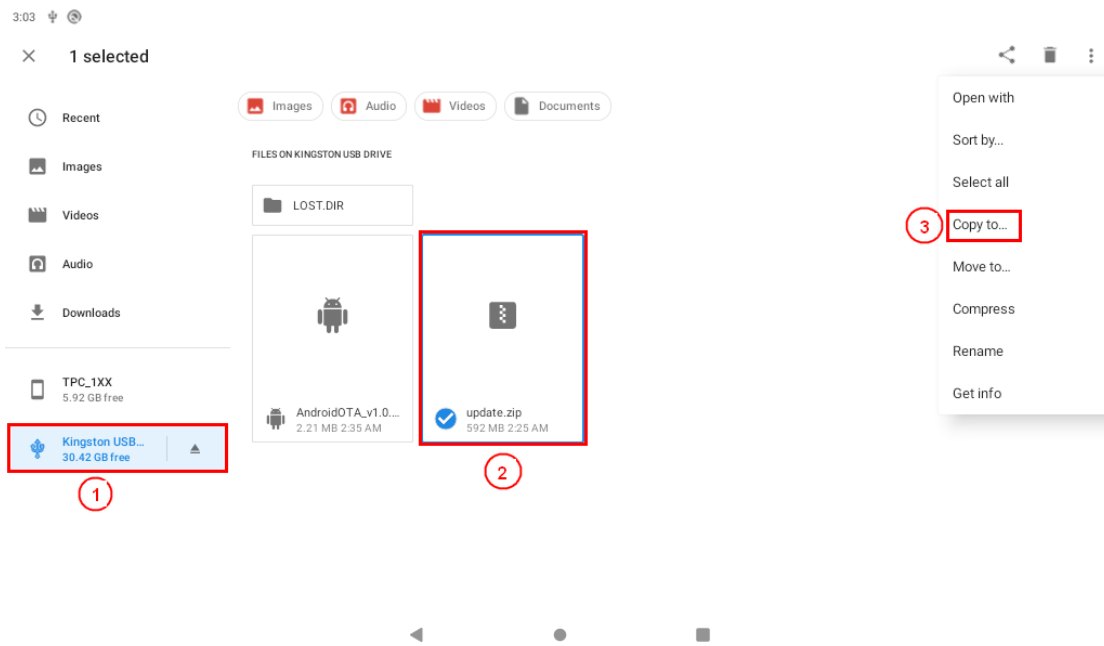 3:03
1 selected
Recent
Images
Videos
Audio
Downloads
TPC_1XX
5.92 GB free
Kingston USB...
30.42 GB free
1
Images
Audio
Videos
Documents
FILES ON KINGSTON USB DRIVE
LOST.DIR
AndroidOTA_v1.0....
2.21 MB 2:35 AM
update.zip
592 MB 2:25 AM
2
Open with
Sort by...
Select all
3
Copy to...
Move to...
Compress
Rename
Get info